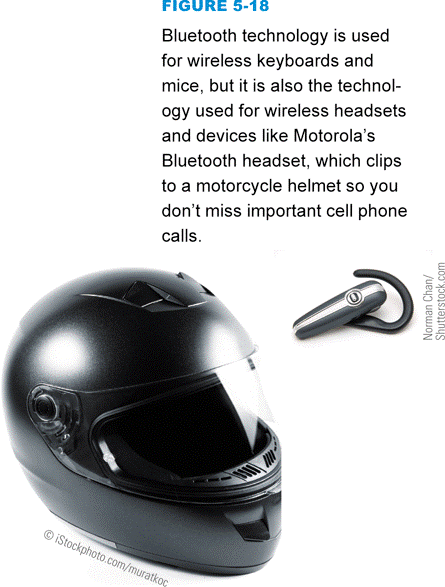 FIGURE 5-18
Bluetooth technology is used
for wireless keyboards and
mice, but it is also the technol-
ogy used for wireless headsets
and devices like Motorola’s
Bluetooth headset, which clips
to a motorcycle helmet so you
don’t miss important cell phone
calls.
Norman Chan/
Shutterstock.com
© iStockphoto.com/muratkoc